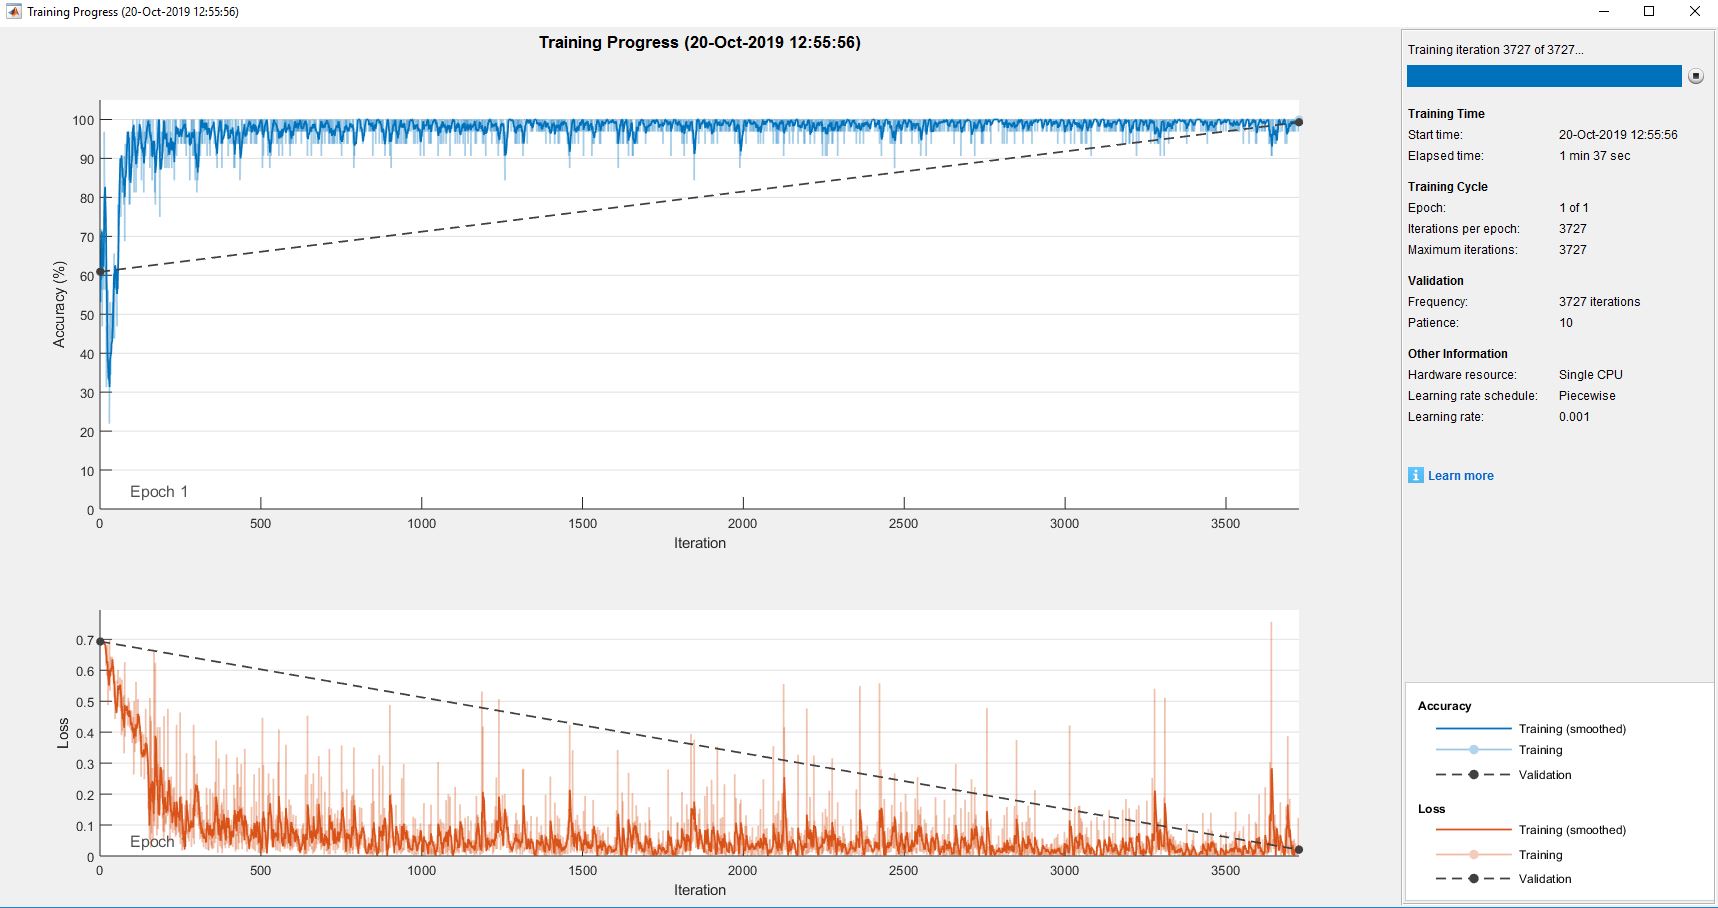 Training Progress (20-Oct-2019 12:55:56)
Training Progress (20-Oct-2019 12:55:56)
100
90
80
70
60
50
40
30
20
10
0
Accuracy (%)
Epoch 1
0 500 1000 1500 2000 2500 3000 3500
Iteration
0.7
0.6
0.5
0.4
0.3
0.2
0.1
0
Loss
Epoch
0 500 1000 1500 2000 2500 3000 3500
Iteration
Training iteration 3727 of 3727...
Training Time
Start time: 20-Oct-2019 12:55:56
Elapsed time: 1 min 37 sec
Training Cycle
Epoch: 1 of 1
Iterations per epoch: 3727
Maximum iterations: 3727
Validation
Frequency: 3727 iterations
Patience: 10
Other Information
Hardware resource: Single CPU
Learning rate schedule: Piecewise
Learning rate: 0.001
i Learn more
Accuracy
Training (smoothed)
Training
Validation
Loss
Training (smoothed)
Training
Validation